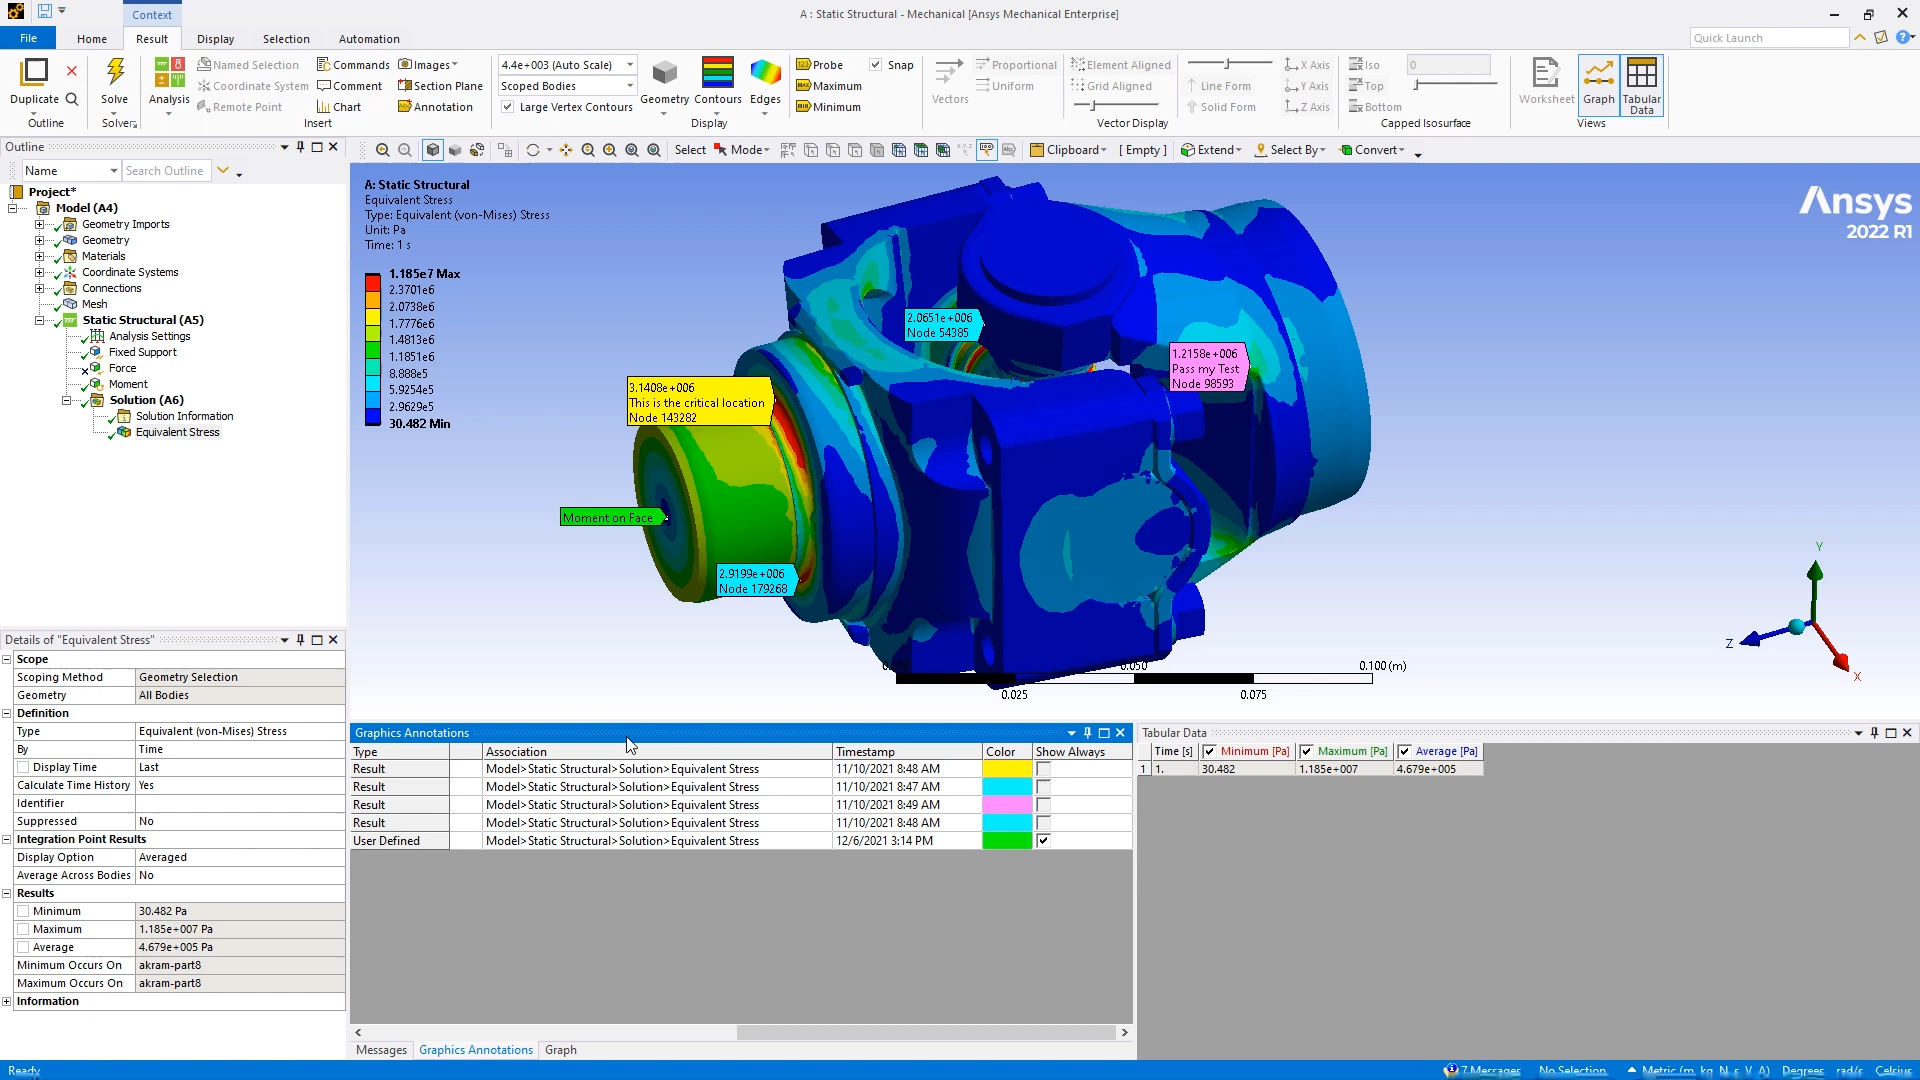 Context
A : Static Structural - Mechanical [Ansys Mechanical Enterprise]
File
Home
Result
Display
Selection
Automation
Quick Launch
Duplicate
Outline
Solve
Solver
Analysis
Named Selection
Coordinate System
Remote Point
Commands
Comment
Chart
Images
Section Plane
Annotation
Insert
4.4e+003 (Auto Scale)
Scoped Bodies
Large Vertex Contours
Geometry
Contours
Edges
Display
Probe
Maximum
Minimum
Snap
Vectors
Proportional
Uniform
Element Aligned
Grid Aligned
Line Form
Solid Form
X Axis
Y Axis
Z Axis
Vector Display
Iso
Top
Bottom
0
Capped Isosurface
Worksheet
Graph
Tabular
Data
Views
Outline
Name
Search Outline
Select
Mode
Clipboard
[ Empty ]
Extend
Select By
Convert
Project*
Model (A4)
Geometry Imports
Geometry
Materials
Coordinate Systems
Connections
Mesh
Static Structural (A5)
Analysis Settings
Fixed Support
Force
Moment
Solution (A6)
Solution Information
Equivalent Stress
A: Static Structural
Equivalent Stress
Type: Equivalent (von-Mises) Stress
Unit: Pa
Time: 1 s
1.185e7 Max
2.3701e6
2.0738e6
1.7776e6
1.4813e6
1.1851e6
8.888e5
5.9254e5
2.9629e5
30.482 Min
Ansys
2022 R1
2.0651e+006
Node 54385
1.2158e+006
Pass my Test
Node 98593
3.1408e+006
This is the critical location
Node 143282
Moment on Face
2.9199e+006
Node 179268
0.000
0.050
0.100 (m)
0.025
0.075
Y
Z
X
Details of "Equivalent Stress"
Scope
Scoping Method Geometry Selection
Geometry All Bodies
Definition
Type Equivalent (von-Mises) Stress
By Time
Display Time Last
Calculate Time History Yes
Identifier
Suppressed No
Integration Point Results
Display Option Averaged
Average Across Bodies No
Results
Minimum 30.482 Pa
Maximum 1.185e+007 Pa
Average 4.679e+005 Pa
Minimum Occurs On akram-part8
Maximum Occurs On akram-part8
Information
Graphics Annotations
Type Association Timestamp Color Show Always
Result Model>Static Structural>Solution>Equivalent Stress 11/10/2021 8:48 AM
Result Model>Static Structural>Solution>Equivalent Stress 11/10/2021 8:47 AM
Result Model>Static Structural>Solution>Equivalent Stress 11/10/2021 8:49 AM
Result Model>Static Structural>Solution>Equivalent Stress 11/10/2021 8:48 AM
User Defined Model>Static Structural>Solution>Equivalent Stress 12/6/2021 3:14 PM
Messages
Graphics Annotations
Graph
Tabular Data
Time [s] Minimum [Pa] Maximum [Pa] Average [Pa]
1 1. 30.482 1.185e+007 4.679e+005
Ready
7 Messages
No Selection
Metric (m, kg, N, s, V, A)
Degrees
rad/s
Celsius